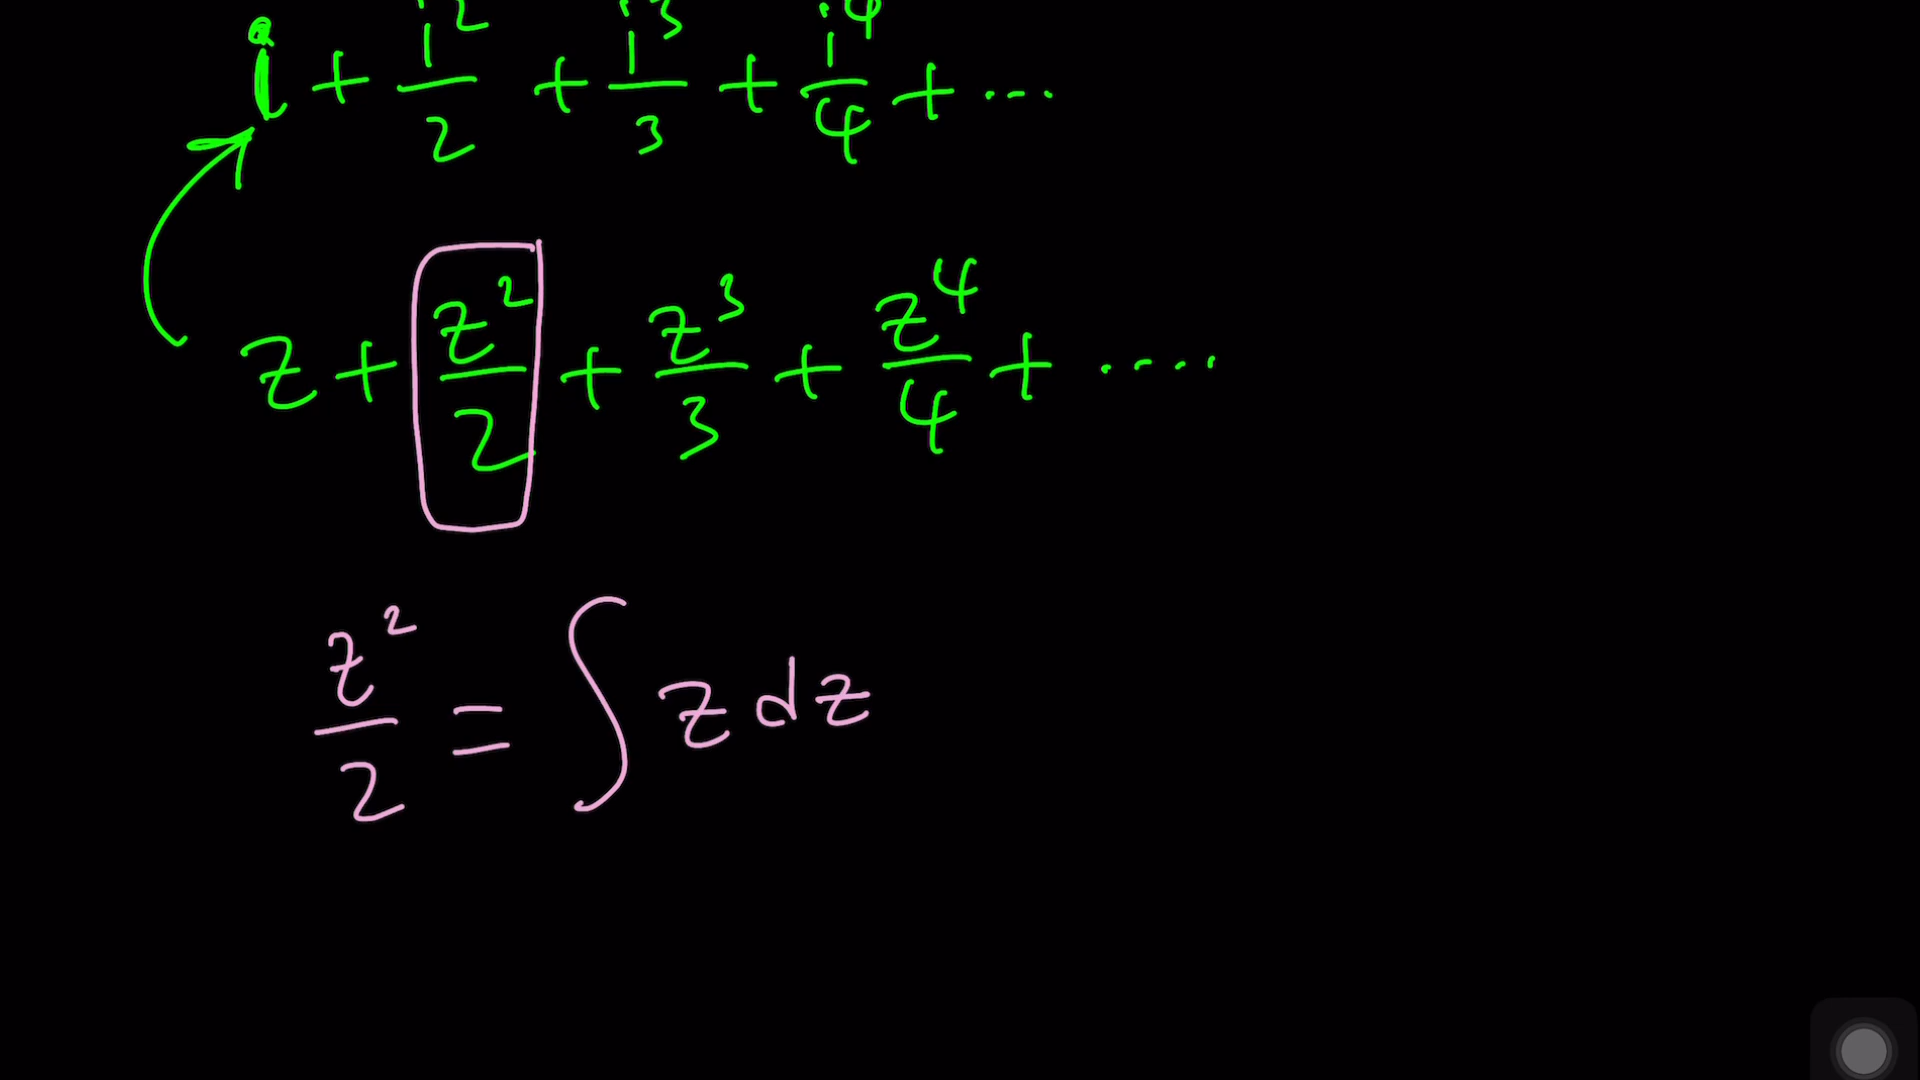 i + i²/2 + i³/3 + i⁴/4 + ...
z + z²/2 + z³/3 + z⁴/4 + ....
z²/2 = ∫ z dz